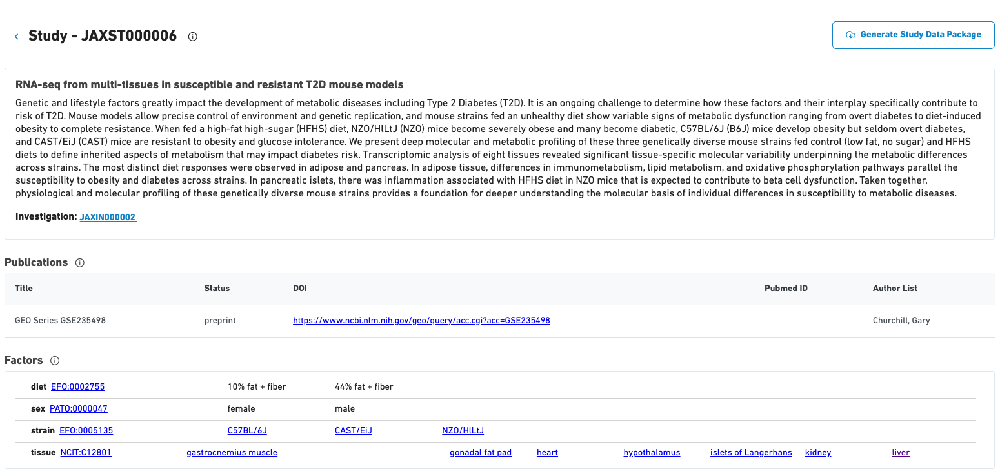 Study - JAXST000006
Generate Study Data Package
RNA-seq from multi-tissues in susceptible and resistant T2D mouse models
Genetic and lifestyle factors greatly impact the development of metabolic diseases including Type 2 Diabetes (T2D). It is an ongoing challenge to determine how these factors and their interplay specifically contribute to
risk of T2D. Mouse models allow precise control of environment and genetic replication, and mouse strains fed an unhealthy diet show variable signs of metabolic dysfunction ranging from overt diabetes to diet-induced
obesity to complete resistance. When fed a high-fat high-sugar (HFHS) diet, NZO/HlLtJ (NZO) mice become severely obese and many become diabetic, C57BL/6J (B6J) mice develop obesity but seldom overt diabetes,
and CAST/EiJ (CAST) mice are resistant to obesity and glucose intolerance. We present deep molecular and metabolic profiling of these three genetically diverse mouse strains fed control (low fat, no sugar) and HFHS
diets to define inherited aspects of metabolism that may impact diabetes risk. Transcriptomic analysis of eight tissues revealed significant tissue-specific molecular variability underpinning the metabolic differences
across strains. The most distinct diet responses were observed in adipose and pancreas. In adipose tissue, differences in immunometabolism, lipid metabolism, and oxidative phosphorylation pathways parallel the
susceptibility to obesity and diabetes across strains. In pancreatic islets, there was inflammation associated with HFHS diet in NZO mice that is expected to contribute to beta cell dysfunction. Taken together,
physiological and molecular profiling of these genetically diverse mouse strains provides a foundation for deeper understanding the molecular basis of individual differences in susceptibility to metabolic diseases.
Investigation: JAXIN000002
Publications
Title Status DOI Pubmed ID Author List
GEO Series GSE235498 preprint https://www.ncbi.nlm.nih.gov/geo/query/acc.cgi?acc=GSE235498 Churchill, Gary
Factors
diet EFO:0002755 10% fat + fiber 44% fat + fiber
sex PATO:0000047 female male
strain EFO:0005135 C57BL/6J CAST/EiJ NZO/HlLtJ
tissue NCIT:C12801 gastrocnemius muscle gonadal fat pad heart hypothalamus islets of Langerhans kidney liver